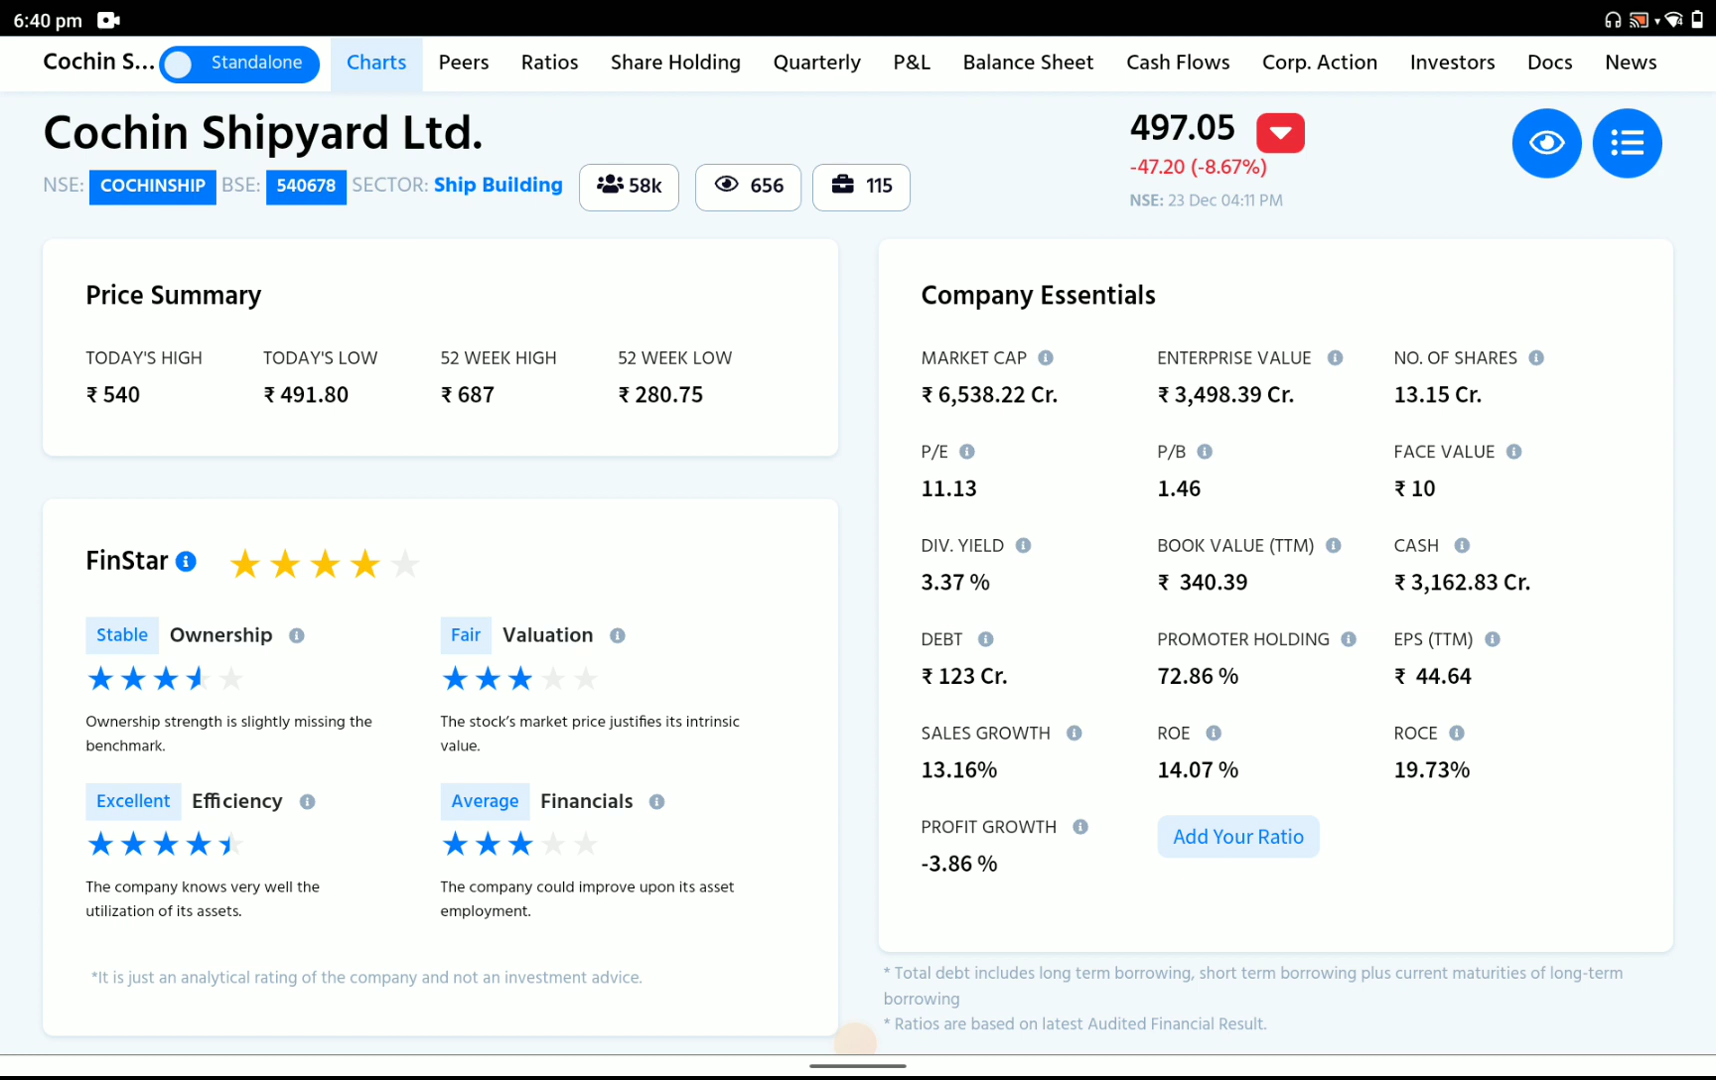 6:40 pm
Cochin S... Standalone Charts Peers Ratios Share Holding Quarterly P&L Balance Sheet Cash Flows Corp. Action Investors Docs News
Cochin Shipyard Ltd.
NSE: COCHINSHIP BSE: 540678 SECTOR: Ship Building 58k 656 115
497.05
-47.20 (-8.67%)
NSE: 23 Dec 04:11 PM
Price Summary
TODAY'S HIGH TODAY'S LOW 52 WEEK HIGH 52 WEEK LOW
₹ 540 ₹ 491.80 ₹ 687 ₹ 280.75
FinStar
Stable Ownership
Ownership strength is slightly missing the
benchmark.
Fair Valuation
The stock’s market price justifies its intrinsic
value.
Excellent Efficiency
The company knows very well the
utilization of its assets.
Average Financials
The company could improve upon its asset
employment.
*It is just an analytical rating of the company and not an investment advice.
Company Essentials
MARKET CAP ENTERPRISE VALUE NO. OF SHARES
₹ 6,538.22 Cr. ₹ 3,498.39 Cr. 13.15 Cr.
P/E P/B FACE VALUE
11.13 1.46 ₹ 10
DIV. YIELD BOOK VALUE (TTM) CASH
3.37 % ₹ 340.39 ₹ 3,162.83 Cr.
DEBT PROMOTER HOLDING EPS (TTM)
₹ 123 Cr. 72.86 % ₹ 44.64
SALES GROWTH ROE ROCE
13.16% 14.07 % 19.73%
PROFIT GROWTH
-3.86 %
Add Your Ratio
* Total debt includes long term borrowing, short term borrowing plus current maturities of long-term
borrowing
* Ratios are based on latest Audited Financial Result.